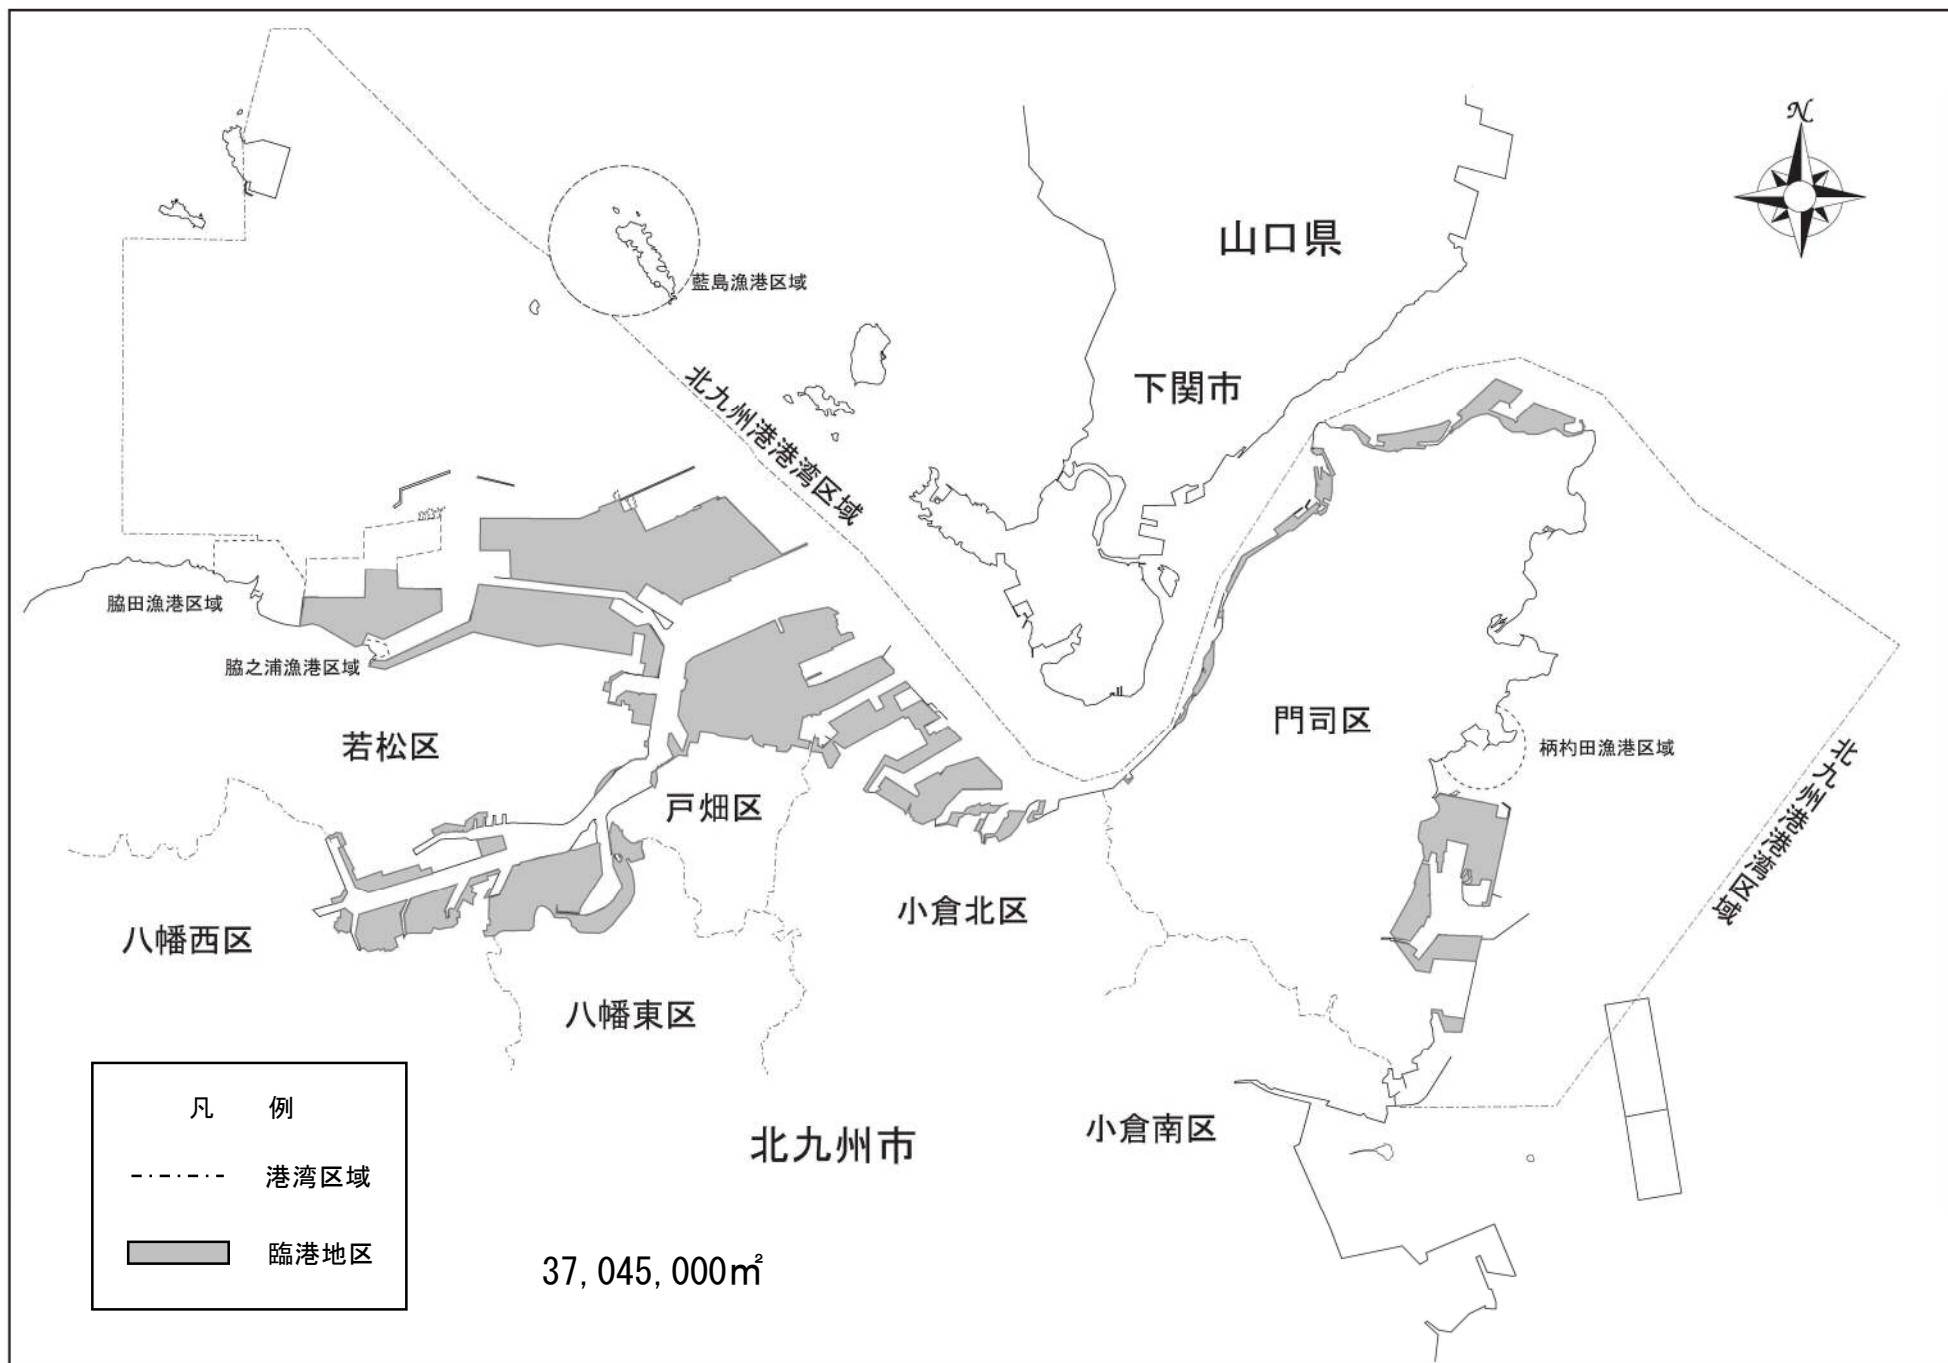 N
山口県
藍島漁港区域
下関市
北九州港港湾区域
脇田漁港区域
脇之浦漁港区域
若松区
門司区
柄杓田漁港区域
北九州港港湾区域
戸畑区
小倉北区
八幡西区
八幡東区
小倉南区
北九州市
凡　例
港湾区域
臨港地区
37,045,000㎡